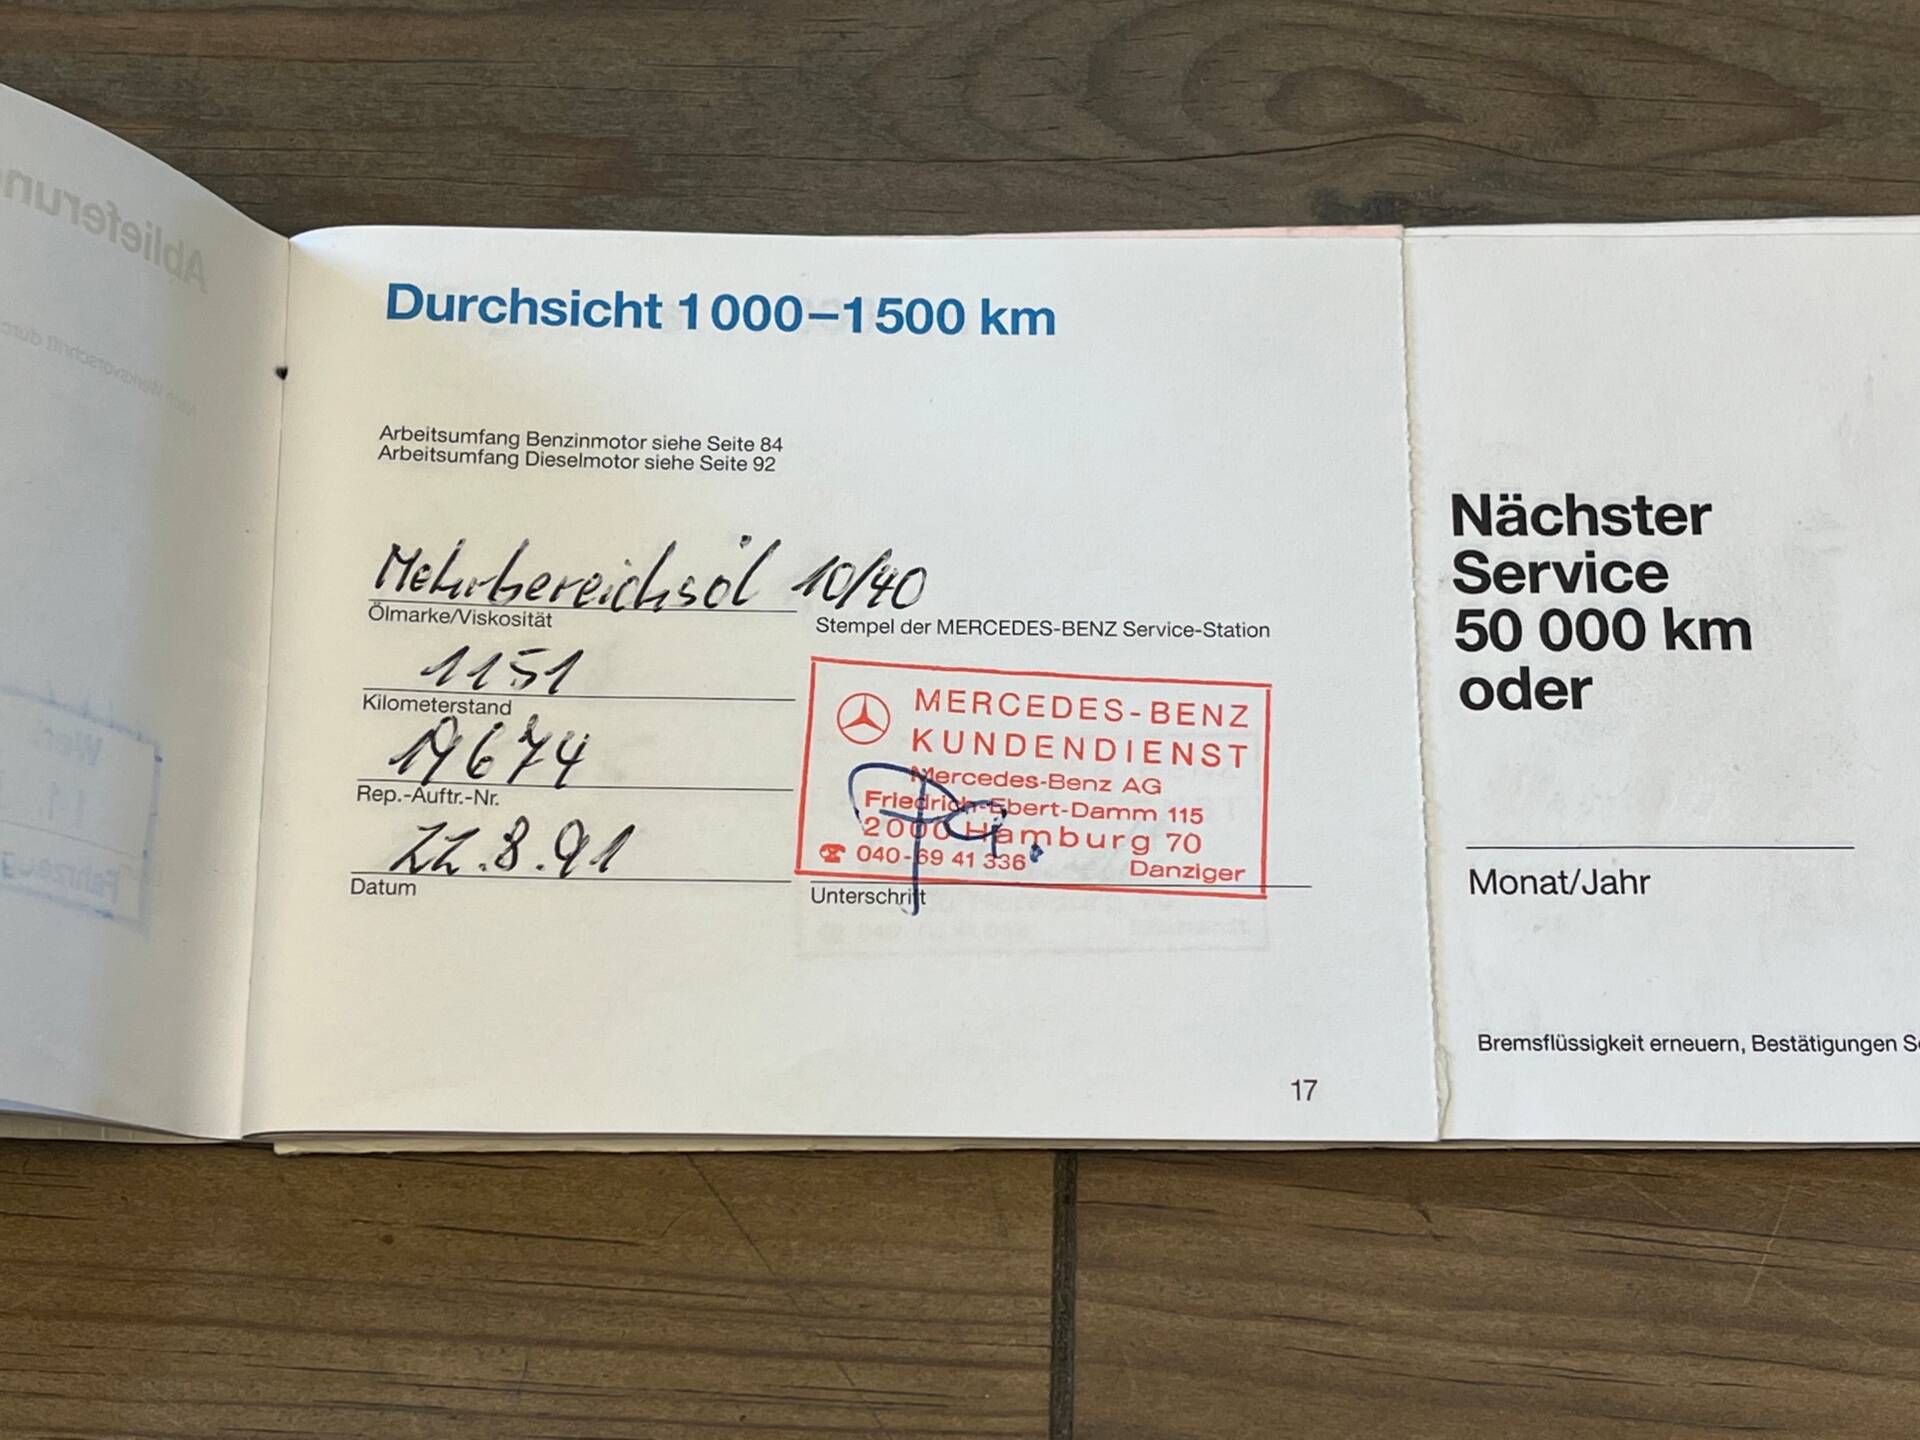 Ablieferun
Durchsicht 1000–1500 km
Arbeitsumfang Benzinmotor siehe Seite 84
Arbeitsumfang Dieselmotor siehe Seite 92
Mehrbereichsöl 10/40
Ölmarke/Viskosität
Stempel der MERCEDES-BENZ Service-Station
1151
Kilometerstand
Rep.-Auftr.-Nr.
22.8.91
Datum
MERCEDES-BENZ
KUNDENDIENST
Mercedes-Benz AG
Friedrich-Ebert-Damm 115
2000 Hamburg 70
040-69 41 336
Danziger
Unterschrift
17
Nächster
Service
50 000 km
oder
Monat/Jahr
Bremsflüssigkeit erneuern, Bestätigungen